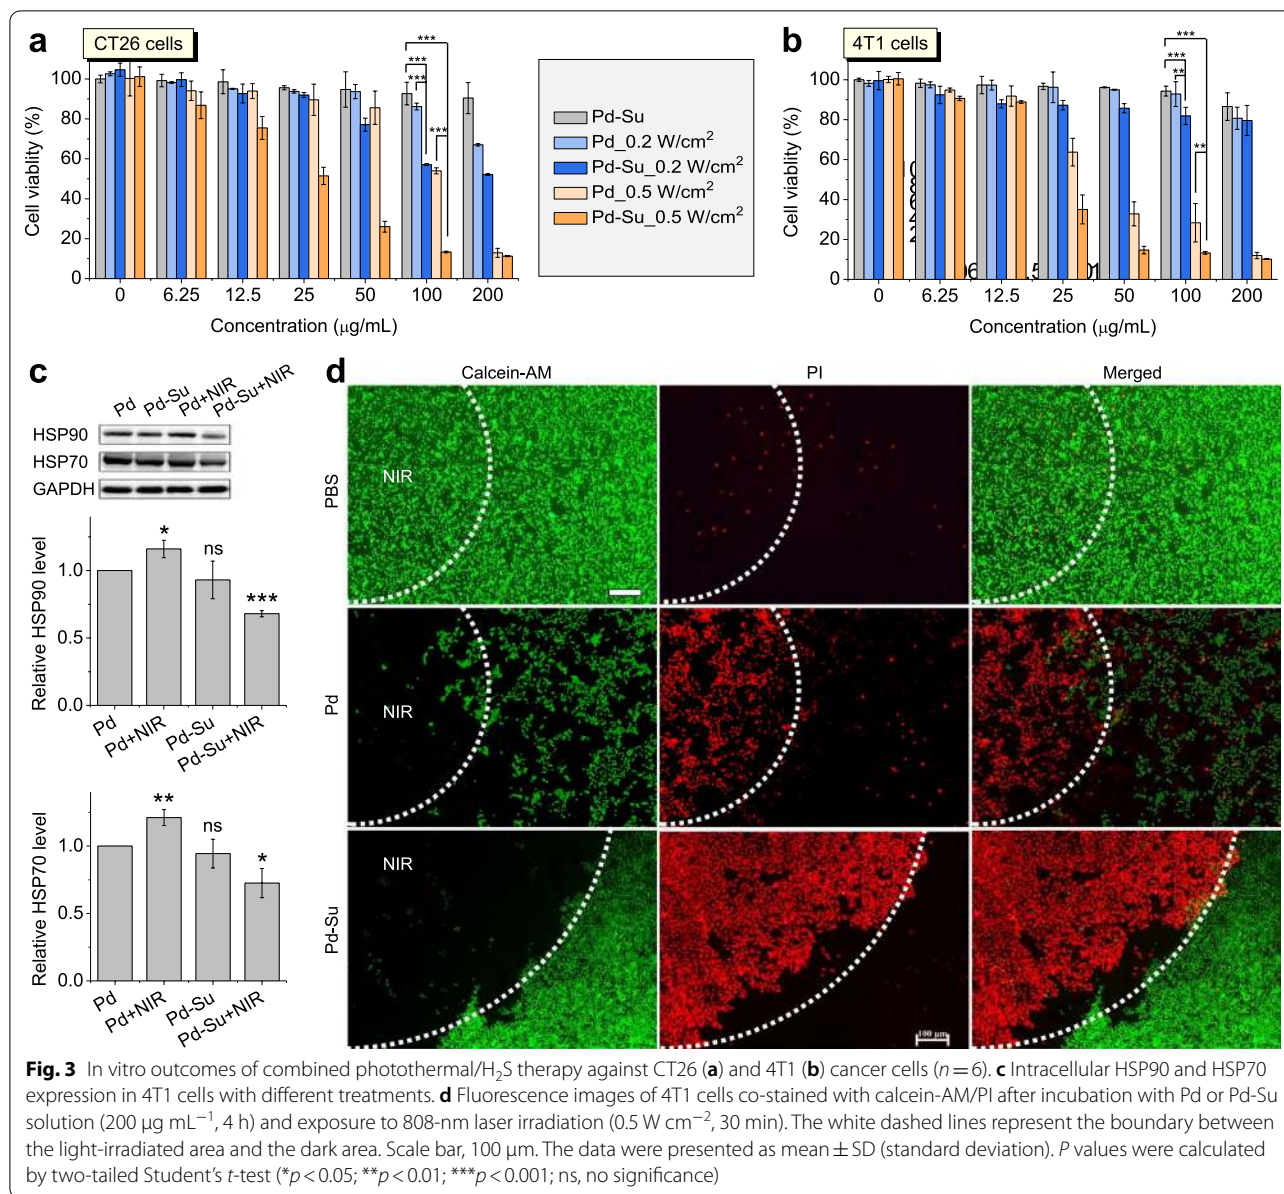 a
CT26 cells
Cell viablity (%)
100
80
60
40
20
0
***
***
***
***
0 6.25 12.5 25 50 100 200
Concentration (μg/mL)
Pd-Su
Pd_0.2 W/cm²
Pd-Su_0.2 W/cm²
Pd_0.5 W/cm²
Pd-Su_0.5 W/cm²
b
4T1 cells
Cell viablity (%)
100
80
60
40
20
0
***
***
**
**
0 6.25 12.5 25 50 100 200
Concentration (μg/mL)
c
Pd Pd-Su Pd+NIR Pd-Su+NIR
HSP90
HSP70
GAPDH
Relative HSP90 level
1.0
0.5
0.0
* ns ***
Pd Pd+NIR Pd-Su Pd-Su+NIR
Relative HSP70 level
1.0
0.5
0.0
** ns *
Pd Pd+NIR Pd-Su Pd-Su+NIR
d
Calcein-AM PI Merged
PBS
NIR
Pd
NIR
Pd-Su
NIR
100 μm
Fig. 3 In vitro outcomes of combined photothermal/H₂S therapy against CT26 (a) and 4T1 (b) cancer cells (n = 6). c Intracellular HSP90 and HSP70
expression in 4T1 cells with different treatments. d Fluorescence images of 4T1 cells co-stained with calcein-AM/PI after incubation with Pd or Pd-Su
solution (200 μg mL⁻¹, 4 h) and exposure to 808-nm laser irradiation (0.5 W cm⁻², 30 min). The white dashed lines represent the boundary between
the light-irradiated area and the dark area. Scale bar, 100 μm. The data were presented as mean ± SD (standard deviation). P values were calculated
by two-tailed Student's t-test (*p < 0.05; **p < 0.01; ***p < 0.001; ns, no significance)